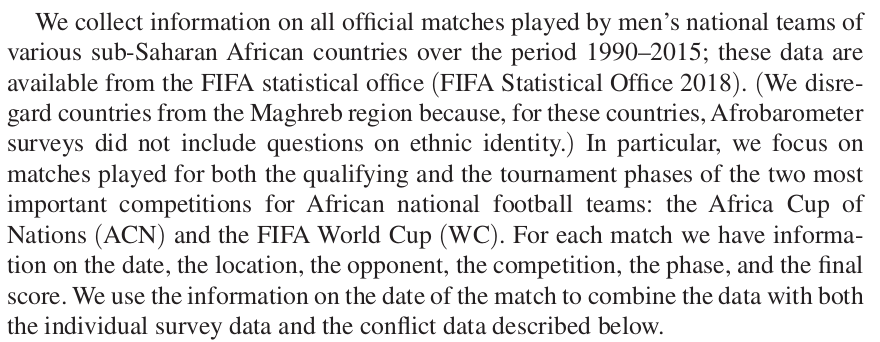 We collect information on all official matches played by men's national teams of
various sub-Saharan African countries over the period 1990–2015; these data are
available from the FIFA statistical office (FIFA Statistical Office 2018). (We disre-
gard countries from the Maghreb region because, for these countries, Afrobarometer
surveys did not include questions on ethnic identity.) In particular, we focus on
matches played for both the qualifying and the tournament phases of the two most
important competitions for African national football teams: the Africa Cup of
Nations (ACN) and the FIFA World Cup (WC). For each match we have informa-
tion on the date, the location, the opponent, the competition, the phase, and the final
score. We use the information on the date of the match to combine the data with both
the individual survey data and the conflict data described below.